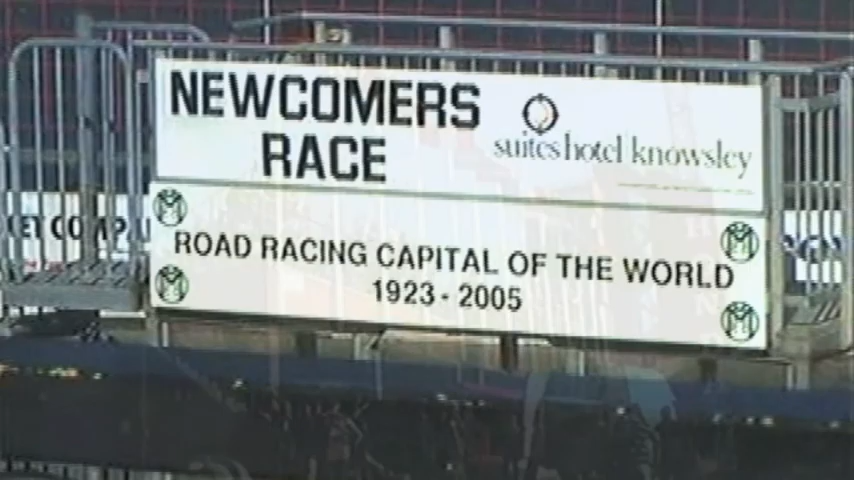 NEWCOMERS
RACE
suites hotel knowsley
ROAD RACING CAPITAL OF THE WORLD
1923 - 2005